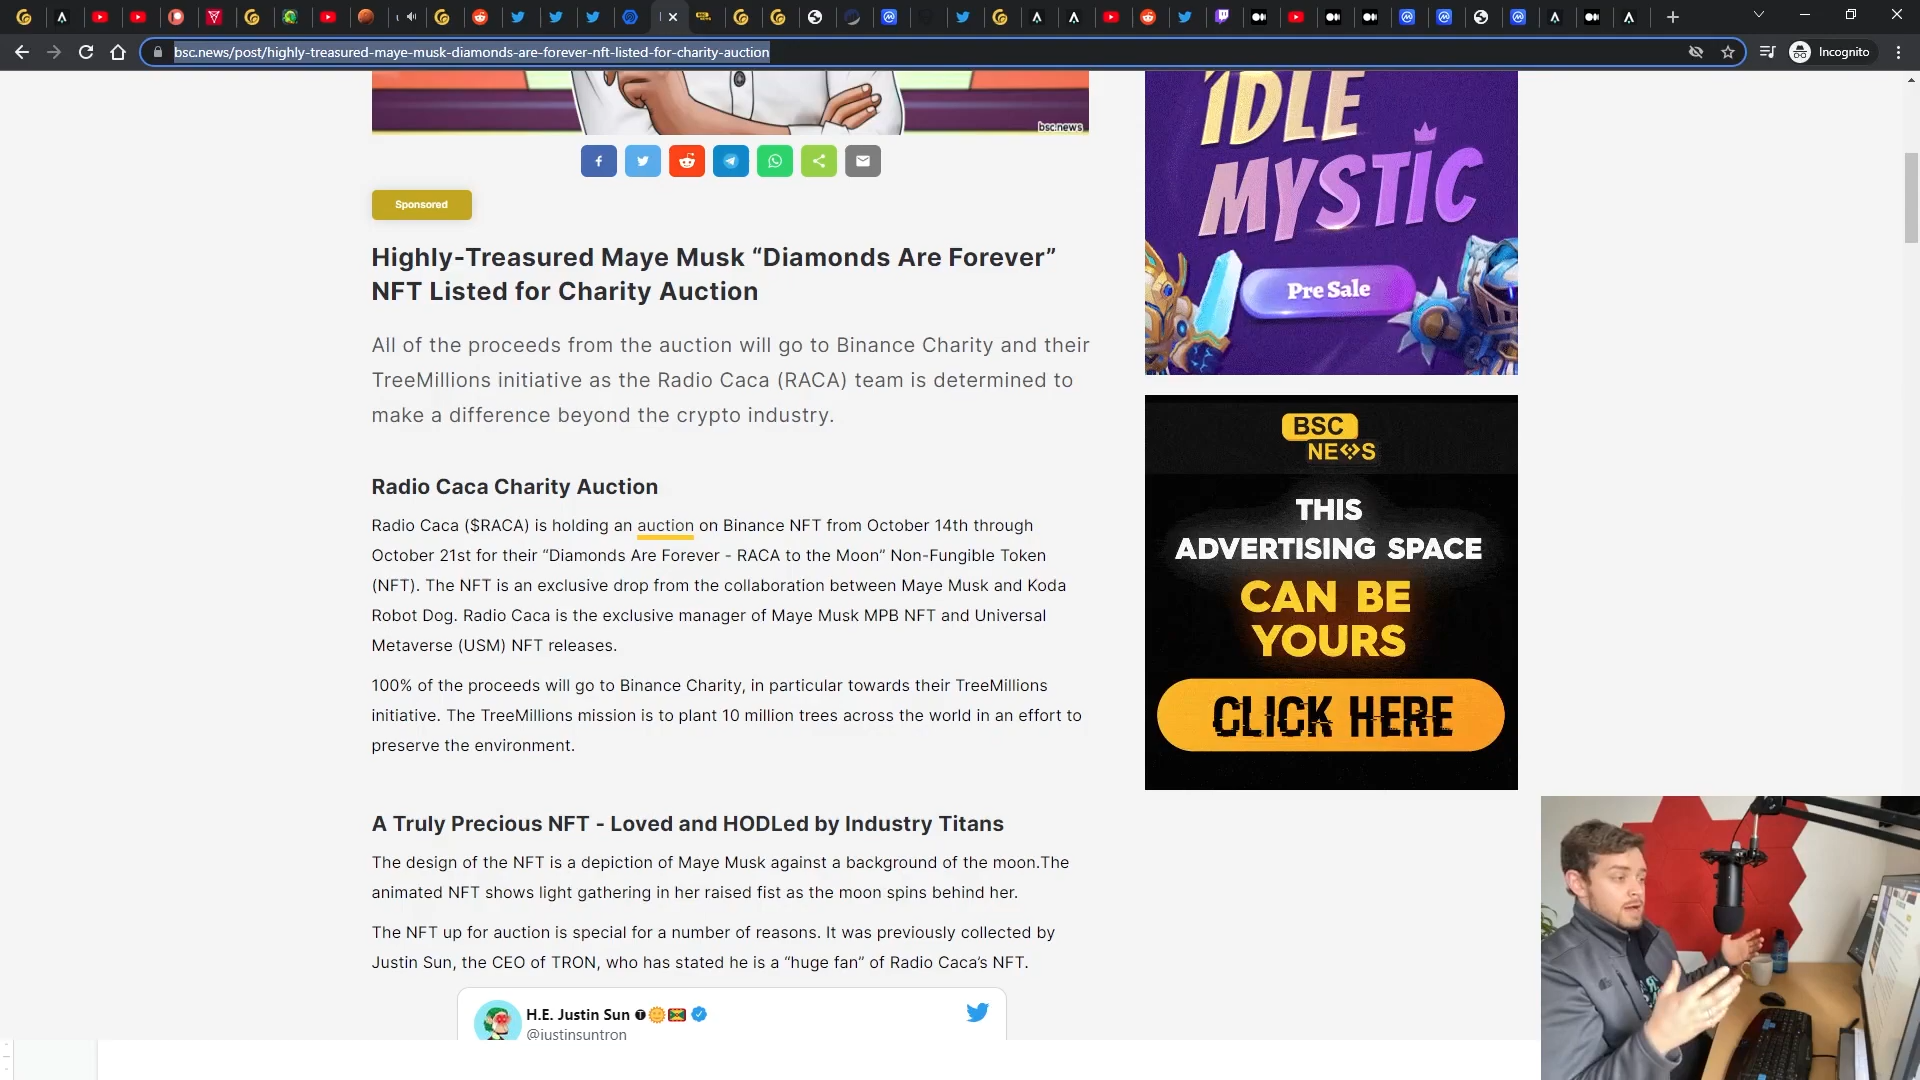 bsc.news/post/highly-treasured-maye-musk-diamonds-are-forever-nft-listed-for-charity-auction
Incognito
bsc.news
Sponsored
Highly-Treasured Maye Musk “Diamonds Are Forever”
NFT Listed for Charity Auction
All of the proceeds from the auction will go to Binance Charity and their
TreeMillions initiative as the Radio Caca (RACA) team is determined to
make a difference beyond the crypto industry.
Radio Caca Charity Auction
Radio Caca ($RACA) is holding an auction on Binance NFT from October 14th through
October 21st for their “Diamonds Are Forever - RACA to the Moon” Non-Fungible Token
(NFT). The NFT is an exclusive drop from the collaboration between Maye Musk and Koda
Robot Dog. Radio Caca is the exclusive manager of Maye Musk MPB NFT and Universal
Metaverse (USM) NFT releases.
100% of the proceeds will go to Binance Charity, in particular towards their TreeMillions
initiative. The TreeMillions mission is to plant 10 million trees across the world in an effort to
preserve the environment.
A Truly Precious NFT - Loved and HODLed by Industry Titans
The design of the NFT is a depiction of Maye Musk against a background of the moon.The
animated NFT shows light gathering in her raised fist as the moon spins behind her.
The NFT up for auction is special for a number of reasons. It was previously collected by
Justin Sun, the CEO of TRON, who has stated he is a “huge fan” of Radio Caca’s NFT.
H.E. Justin Sun
@justinsuntron
IDLE
MYSTIC
Pre Sale
BSC
NEWS
THIS
ADVERTISING SPACE
CAN BE
YOURS
CLICK HERE